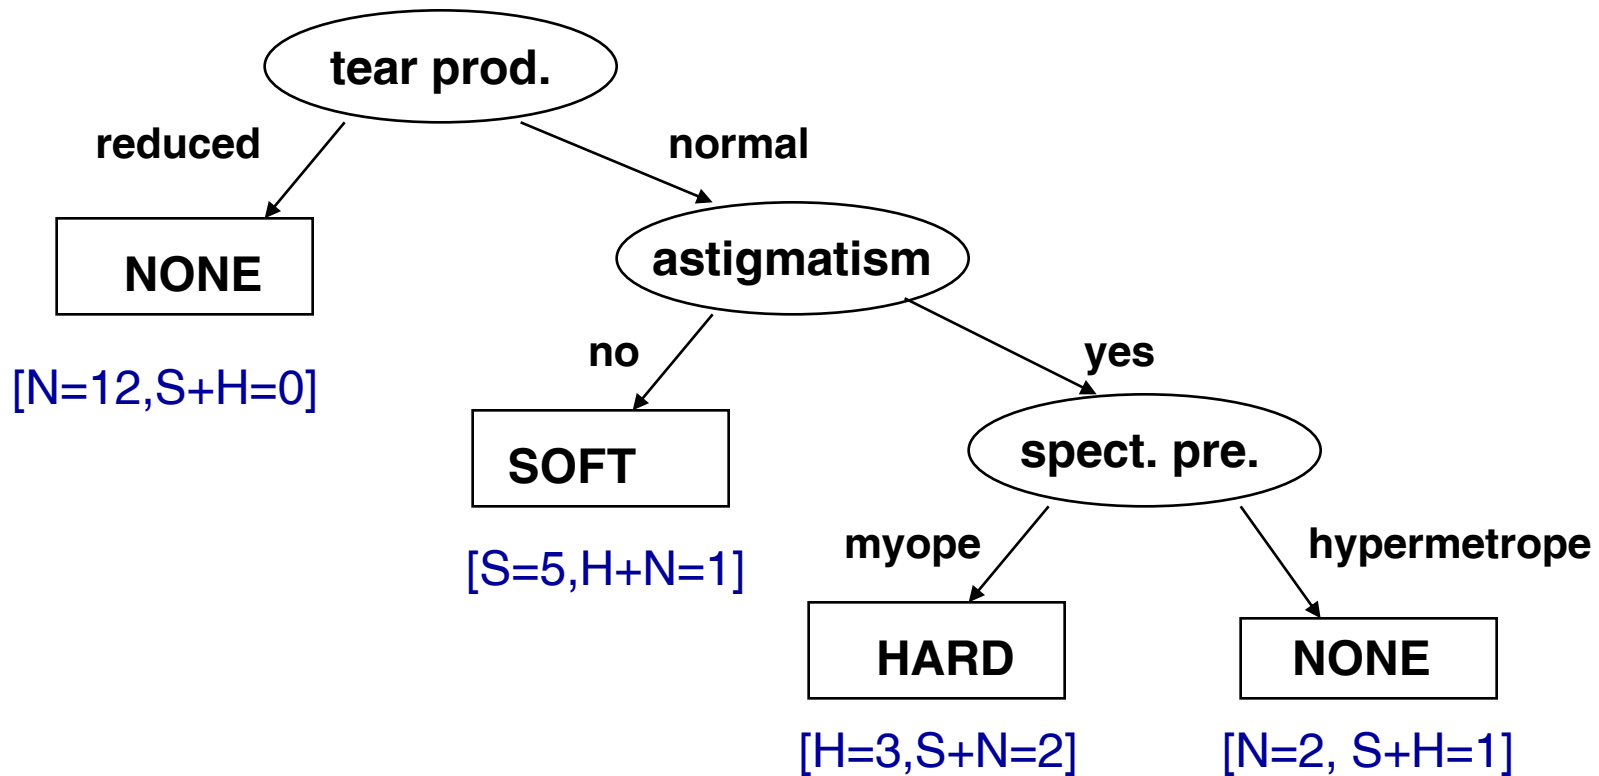 tear prod.
reduced
normal
NONE
astigmatism
[N=12,S+H=0]
no
yes
SOFT
spect. pre.
[S=5,H+N=1]
myope
hypermetrope
HARD
NONE
[H=3,S+N=2]
[N=2, S+H=1]